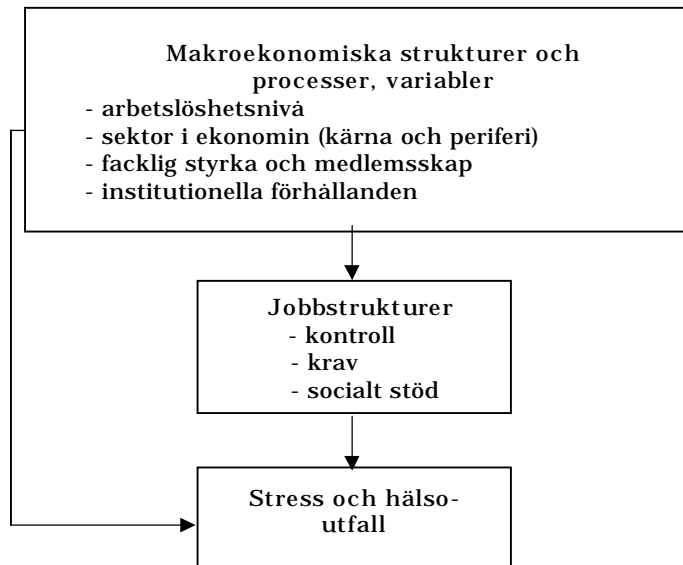 Makroekonomiska strukturer och
processer, variabler
- arbetslöshetsnivå
- sektor i ekonomin (kärna och periferi)
- facklig styrka och medlemsskap
- institutionella förhållanden
Jobbstrukturer
- kontroll
- krav
- socialt stöd
Stress och hälso-
utfall